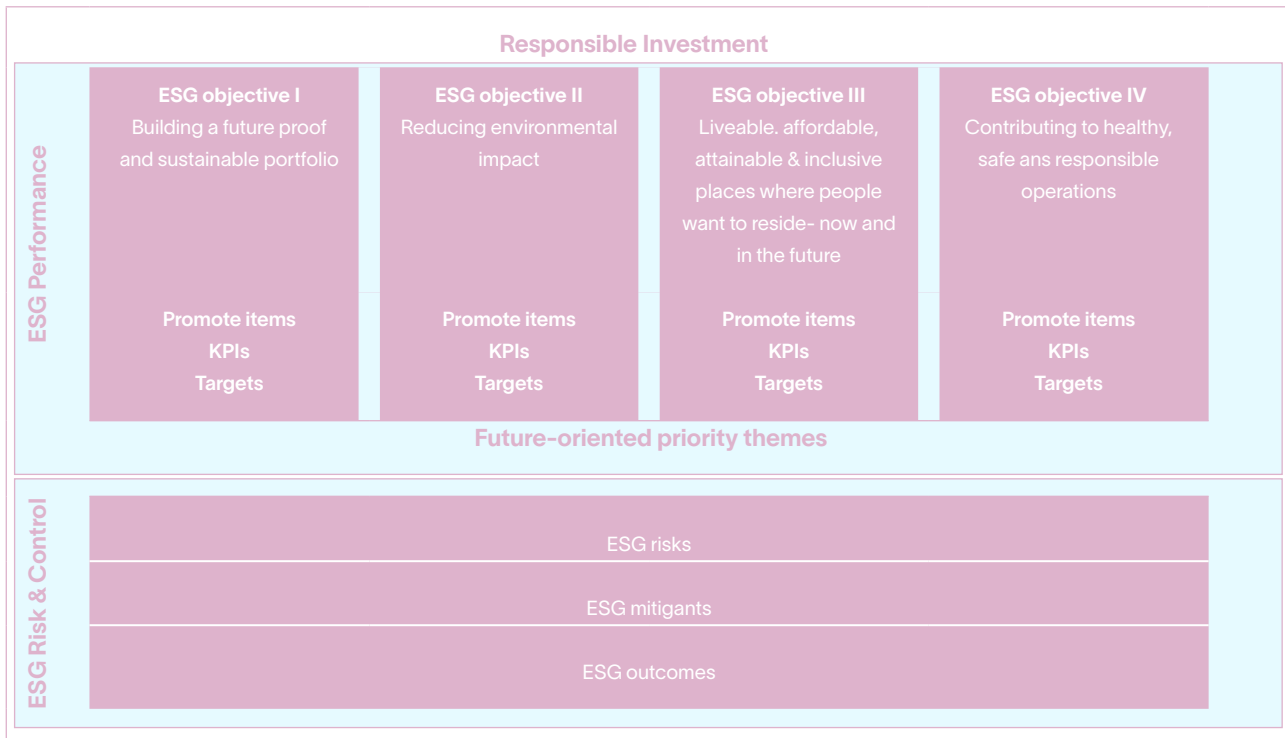 Responsible Investment
ESG Performance
ESG objective I
Building a future proof
and sustainable portfolio
Promote items
KPIs
Targets
ESG objective II
Reducing environmental
impact
Promote items
KPIs
Targets
ESG objective III
Liveable. affordable,
attainable & inclusive
places where people
want to reside- now and
in the future
Promote items
KPIs
Targets
ESG objective IV
Contributing to healthy,
safe ans responsible
operations
Promote items
KPIs
Targets
Future-oriented priority themes
ESG Risk & Control
ESG risks
ESG mitigants
ESG outcomes